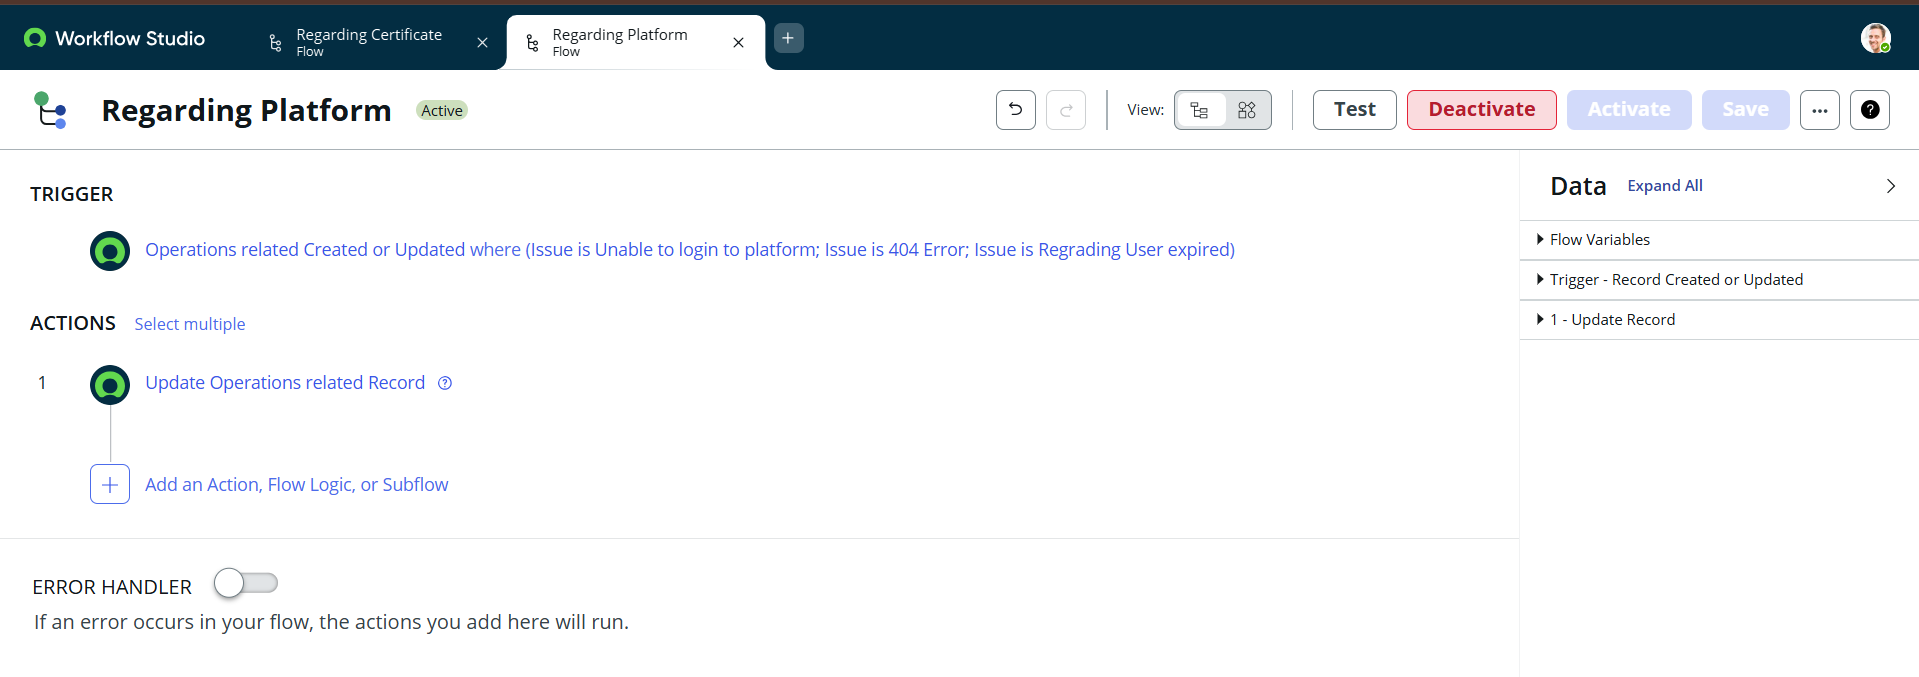 Workflow Studio
Regarding Certificate
Flow
Regarding Platform
Flow
Regarding Platform
Active
View:
Test
Deactivate
Activate
Save
TRIGGER
Operations related Created or Updated where (Issue is Unable to login to platform; Issue is 404 Error; Issue is Regrading User expired)
ACTIONS
Select multiple
1
Update Operations related Record
Add an Action, Flow Logic, or Subflow
ERROR HANDLER
If an error occurs in your flow, the actions you add here will run.
Data
Expand All
Flow Variables
Trigger - Record Created or Updated
1 - Update Record